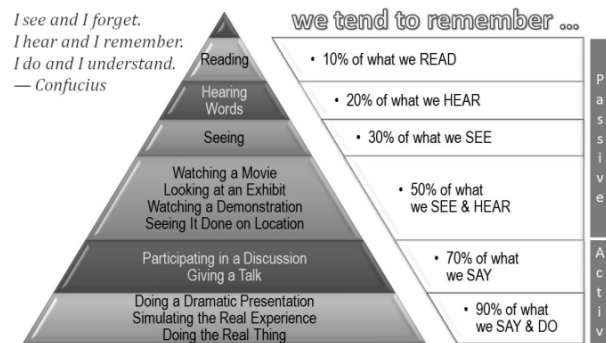 I see and I forget.
I hear and I remember.
I do and I understand.
— Confucius
we tend to remember ...
Reading
• 10% of what we READ
Hearing
Words
• 20% of what we HEAR
Seeing
• 30% of what we SEE
Watching a Movie
Looking at an Exhibit
Watching a Demonstration
Seeing It Done on Location
• 50% of what
we SEE & HEAR
Participating in a Discussion
Giving a Talk
• 70% of what
we SAY
Doing a Dramatic Presentation
Simulating the Real Experience
Doing the Real Thing
• 90% of what
we SAY & DO
Passive
Activ